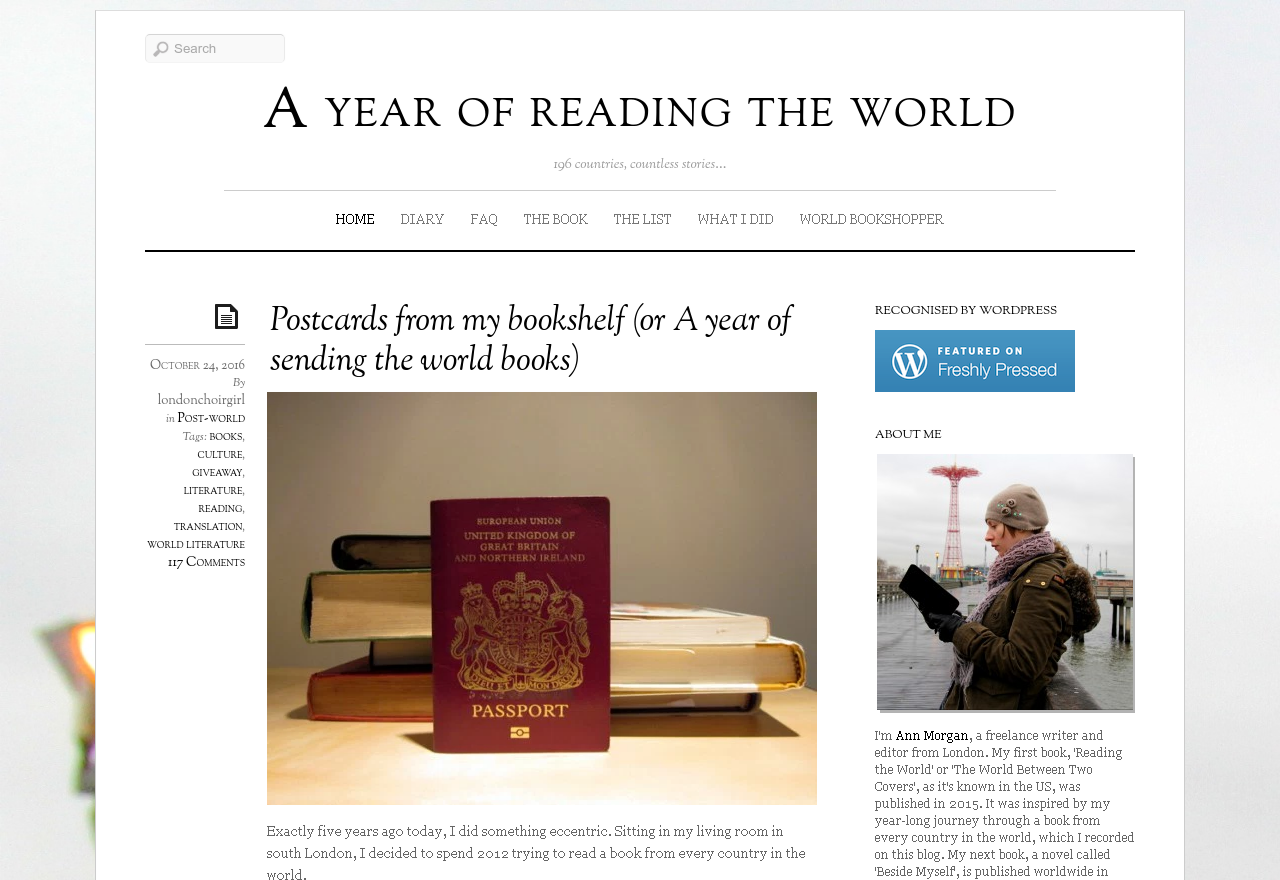 Search
A YEAR OF READING THE WORLD
196 countries, countless stories...
HOME DIARY FAQ THE BOOK THE LIST WHAT I DID WORLD BOOKSHOPPER
October 24, 2016
By
londonchoirgirl
in Post-world
Tags: books,
culture,
giveaway,
literature,
reading,
translation,
world literature
117 Comments
Postcards from my bookshelf (or A year of
sending the world books)
EUROPEAN UNION
UNITED KINGDOM OF
GREAT BRITAIN
AND NORTHERN IRELAND
DIEU ET MON DROIT
PASSPORT
Exactly five years ago today, I did something eccentric. Sitting in my living room in
south London, I decided to spend 2012 trying to read a book from every country in the
world.
RECOGNISED BY WORDPRESS
FEATURED ON
Freshly Pressed
ABOUT ME
I'm Ann Morgan, a freelance writer and
editor from London. My first book, 'Reading
the World' or 'The World Between Two
Covers', as it's known in the US, was
published in 2015. It was inspired by my
year-long journey through a book from
every country in the world, which I recorded
on this blog. My next book, a novel called
'Beside Myself', is published worldwide in